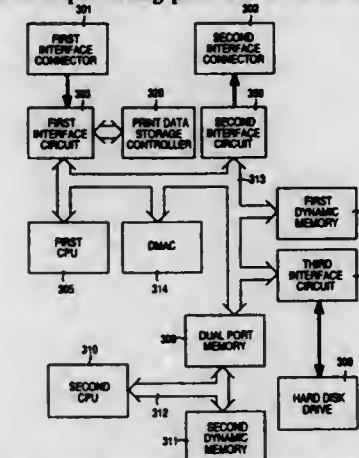 301
302
FIRST
INTERFACE
CONNECTOR
SECOND
INTERFACE
CONNECTOR
303
320
350
FIRST
INTERFACE
CIRCUIT
PRINT DATA
STORAGE
CONTROLLER
SECOND
INTERFACE
CIRCUIT
313
FIRST
DYNAMIC
MEMORY
FIRST
CPU
DMAC
THIRD
INTERFACE
CIRCUIT
305
314
310
DUAL PORT
MEMORY
SECOND
CPU
312
HARD DISK
DRIVE
311
SECOND
DYNAMIC
MEMORY